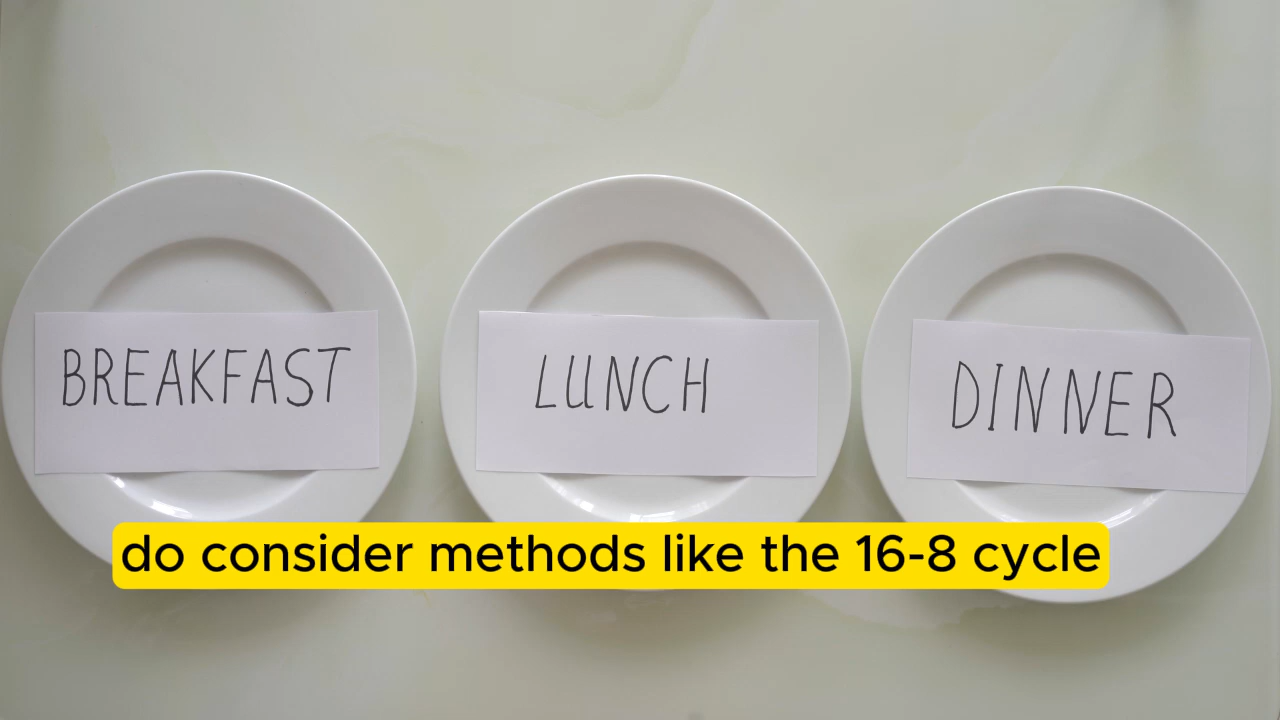 BREAKFAST
LUNCH
DINNER
do consider methods like the 16-8 cycle